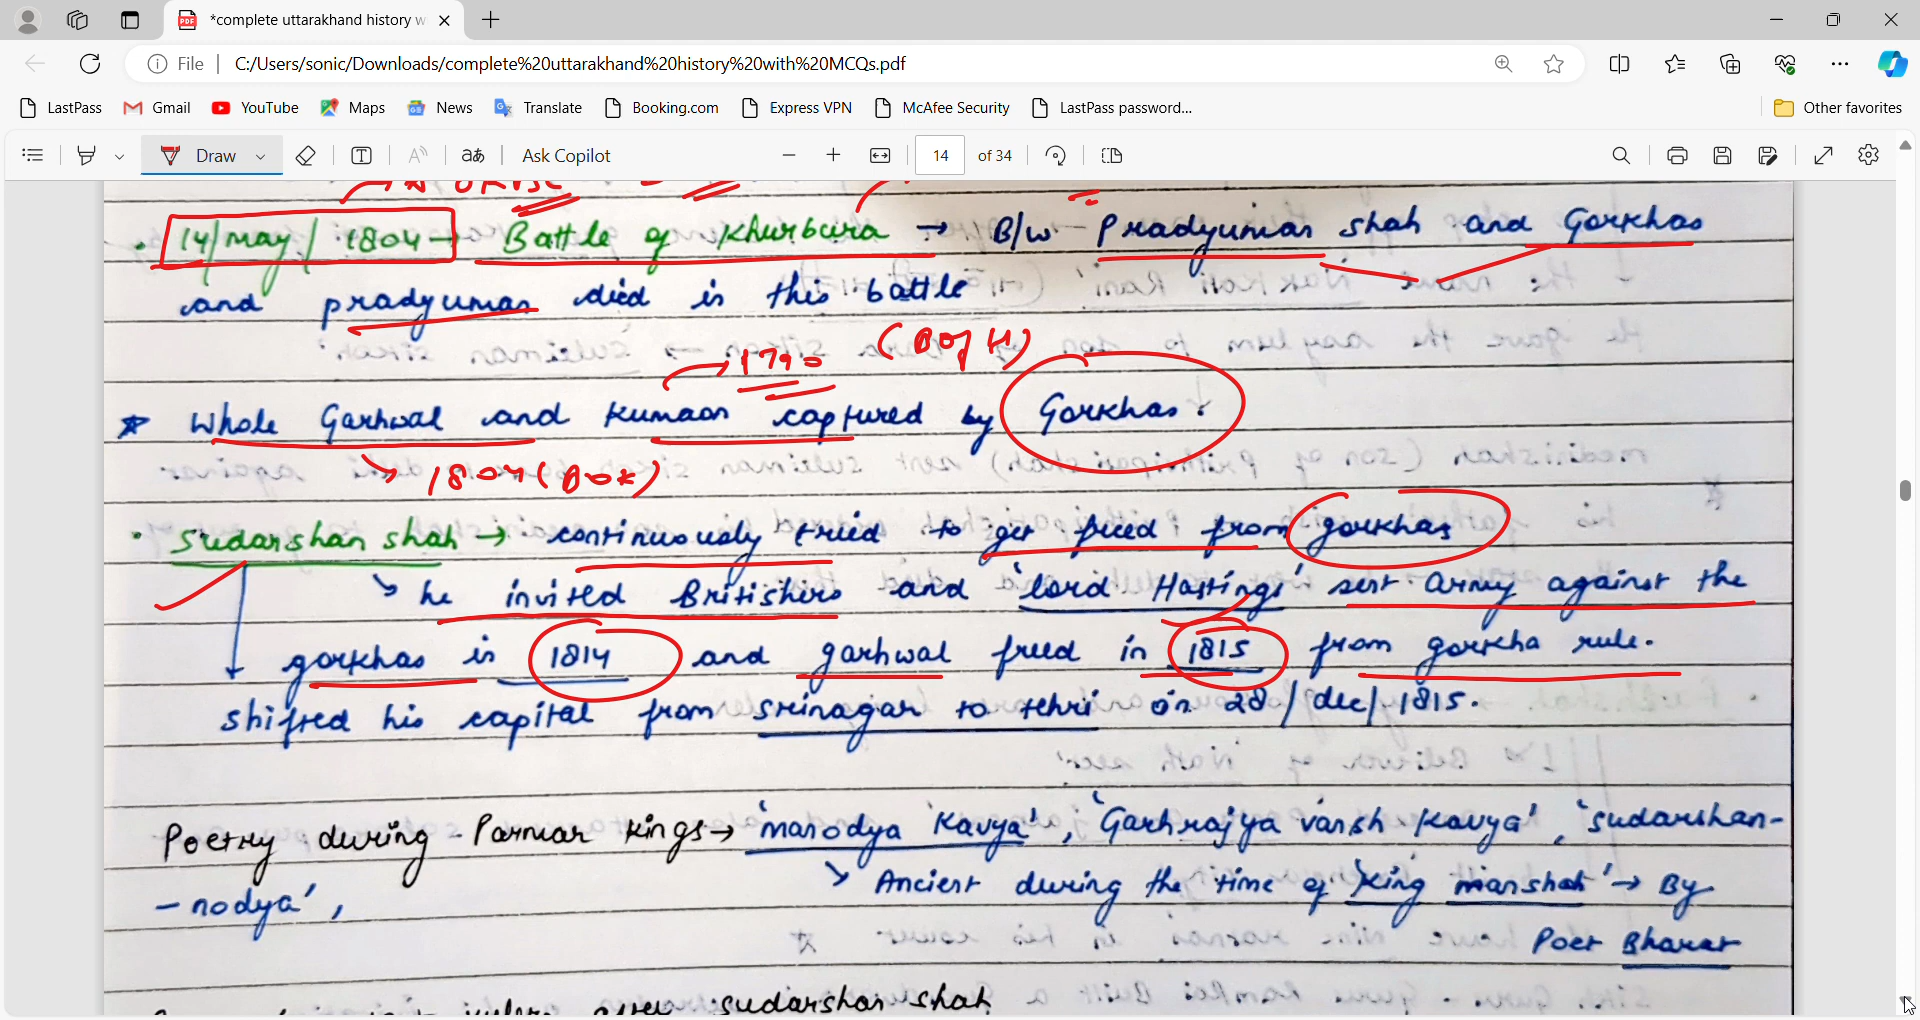 *complete uttarakhand history w
File
C:/Users/sonic/Downloads/complete%20uttarakhand%20history%20with%20MCQs.pdf
LastPass Gmail YouTube Maps News Translate Booking.com Express VPN McAfee Security LastPass password... Other favorites
Draw Ask Copilot 14 of 34
14/may/1804 → Battle of Khurbura → B/w Pradyuman Shah and Gorkhas
and pradyuman died in this battle
(BOf H)
1790
Whole Garhwal and Kumaon captured by Gorkhas.
1804 (BOK)
Sudarshan shah → continuously tried to get freed from gorkhas
he invited Britishers and 'lord Hastings' sent Army against the
gorkhas in 1814 and garhwal freed in 1815 from gorkha rule.
shifted his capital from srinagar to tehri on 28/dec/1815.
Poetry during Parmar Kings → 'manodya Kavya', 'Garhrajya vansh Kavya', 'sudarshan-
-nodya',
Ancient during the time of 'King manshah' → By
Poet Bharat
sudarshan shah